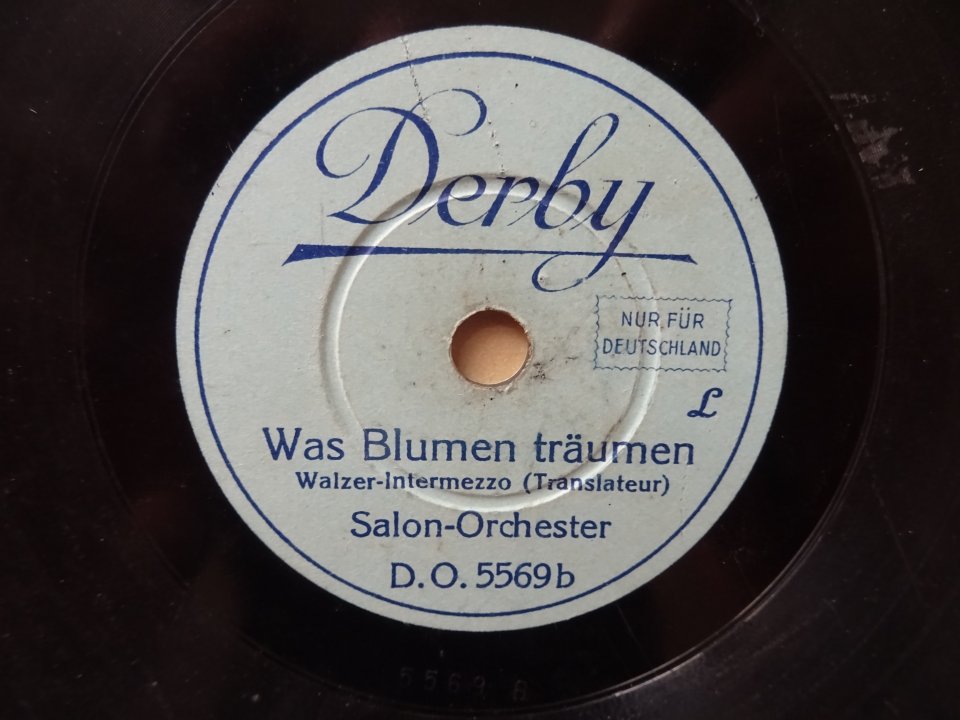 Derby
NUR FÜR
DEUTSCHLAND
L
Was Blumen träumen
Walzer-Intermezzo (Translateur)
Salon-Orchester
D.O. 5569b